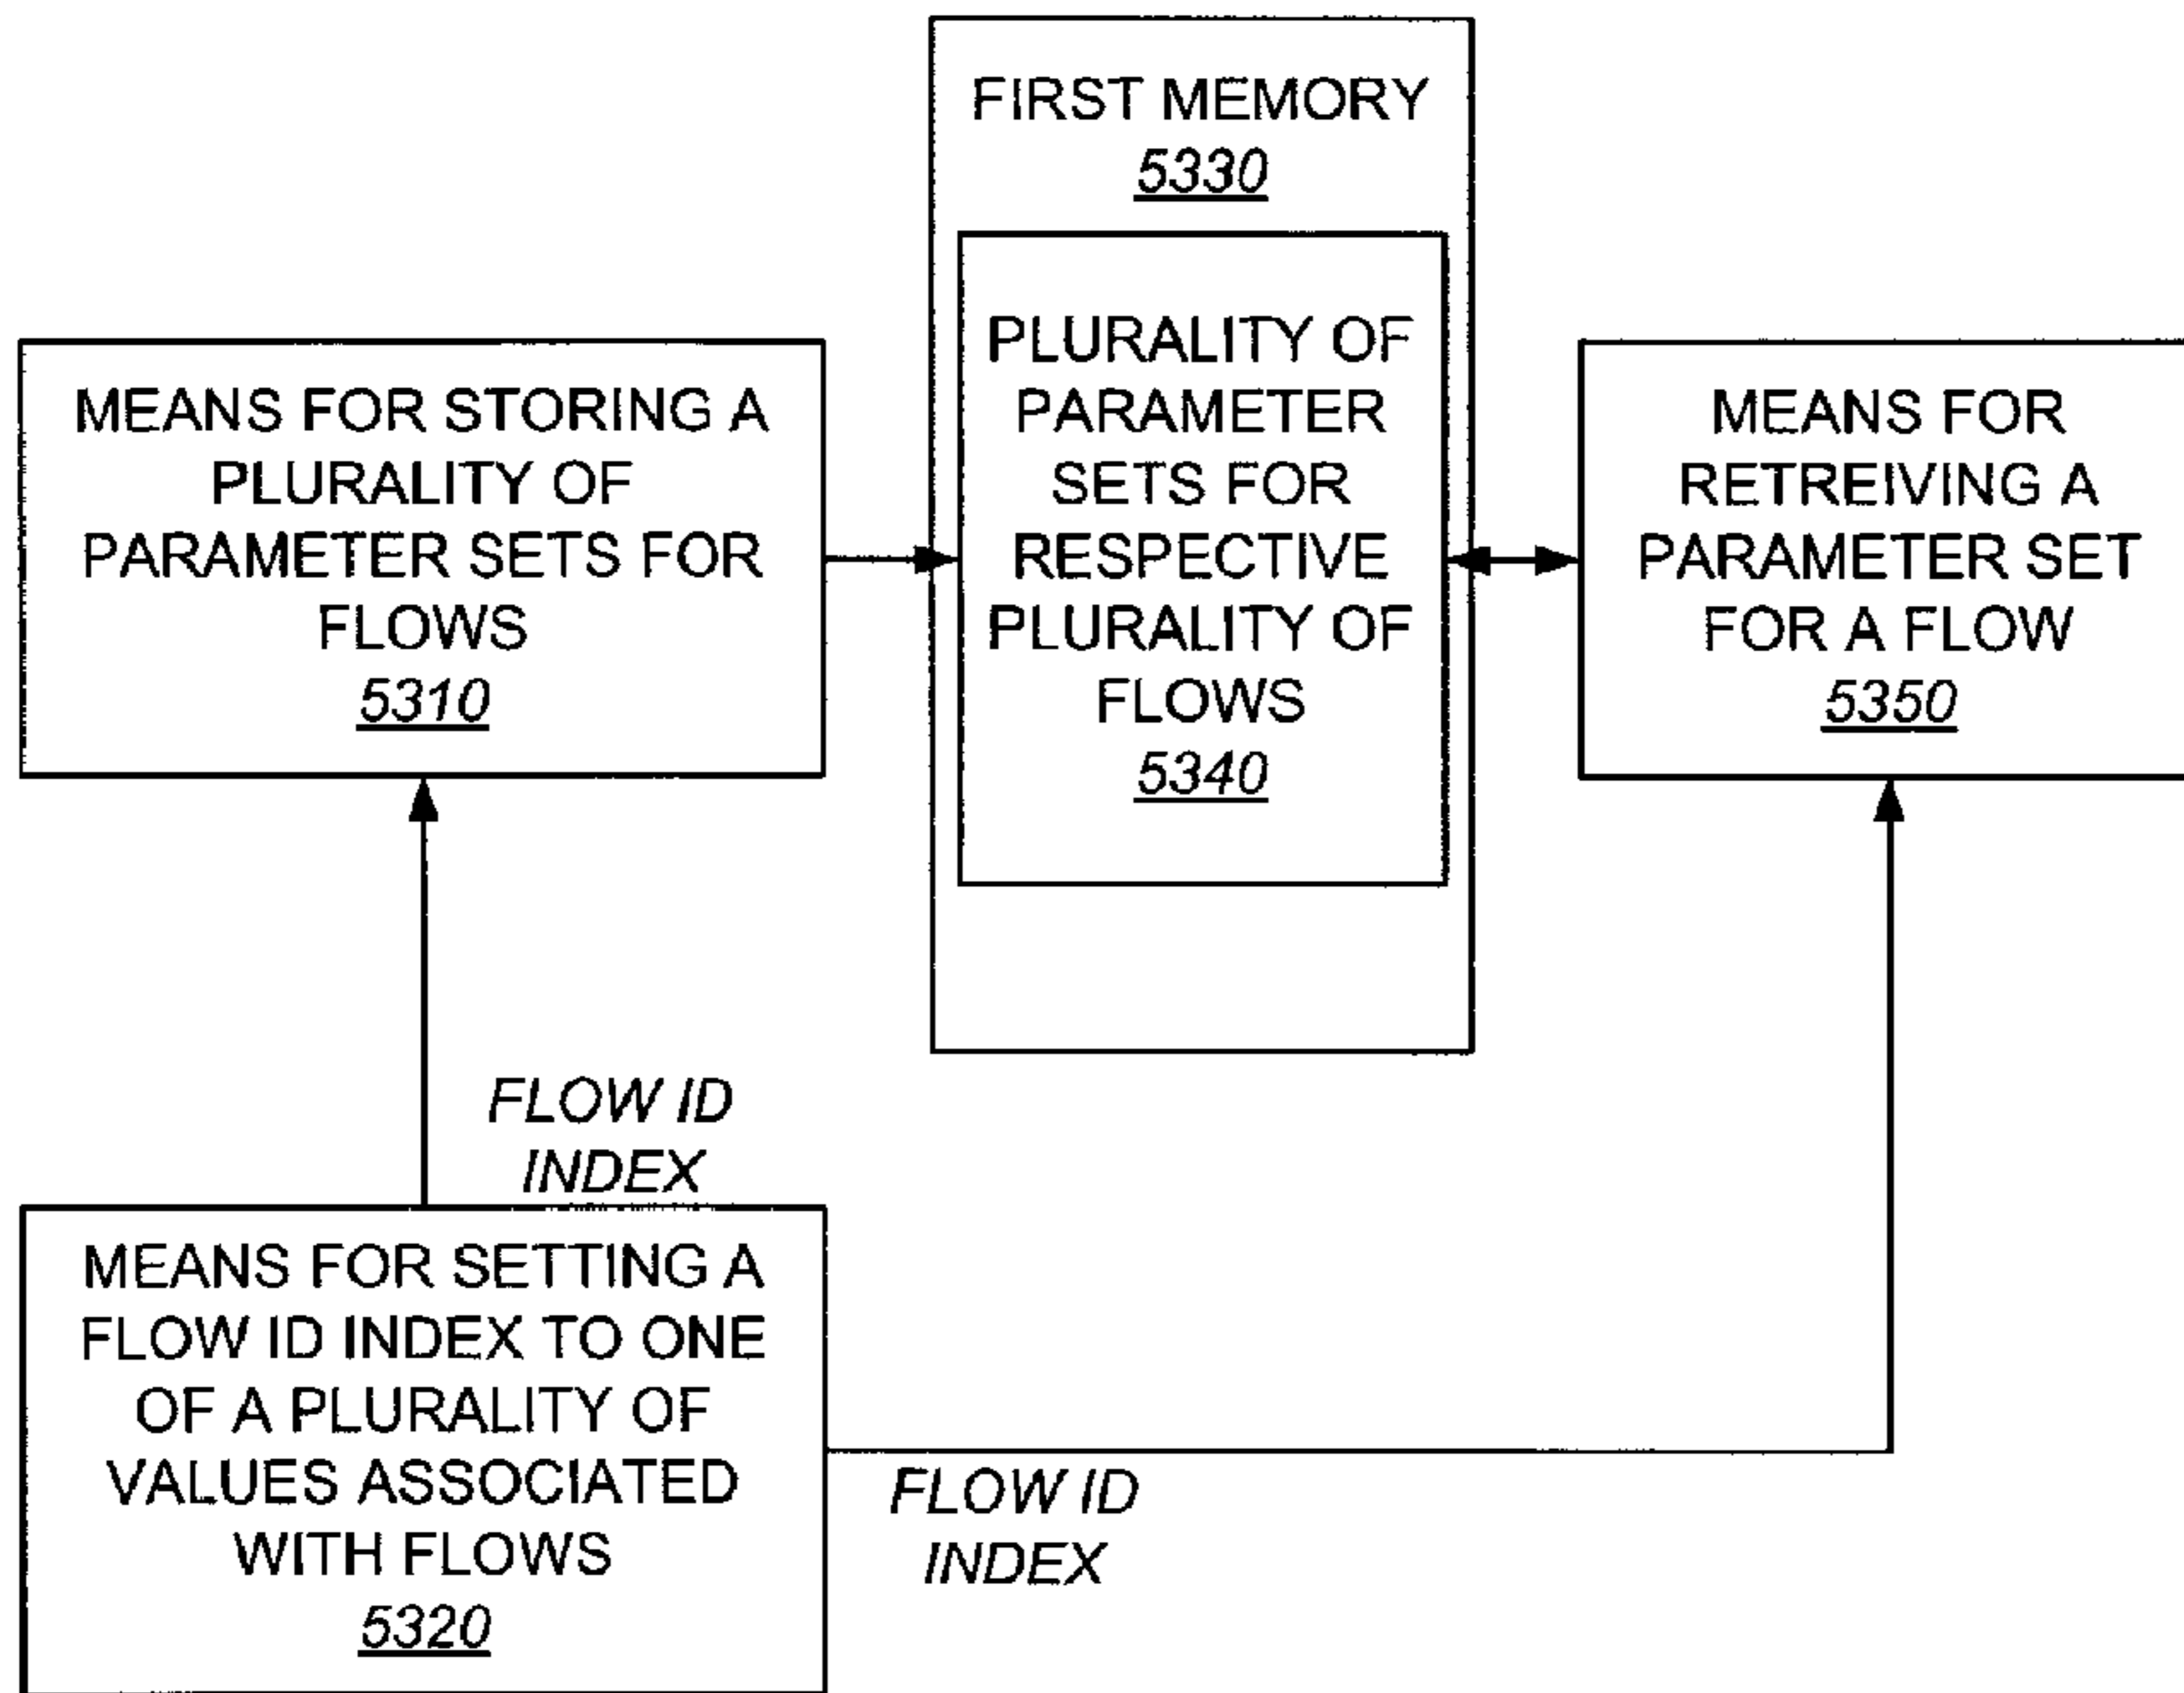 FIRST MEMORY
5330
PLURALITY OF
PARAMETER
SETS FOR
RESPECTIVE
PLURALITY OF
FLOWS
5340
MEANS FOR STORING A
PLURALITY OF
PARAMETER SETS FOR
FLOWS
5310
MEANS FOR
RETREIVING A
PARAMETER SET
FOR A FLOW
5350
FLOW ID
INDEX
MEANS FOR SETTING A
FLOW ID INDEX TO ONE
OF A PLURALITY OF
VALUES ASSOCIATED
WITH FLOWS
5320
FLOW ID
INDEX